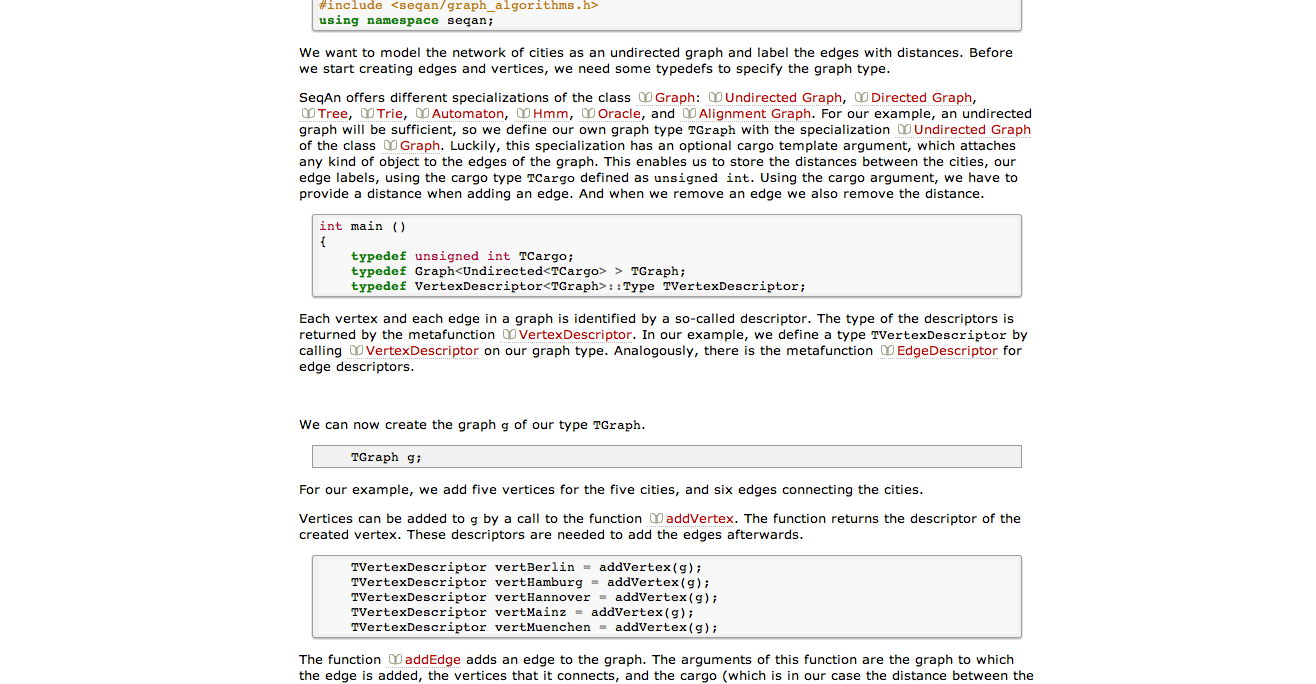 #include <seqan/graph_algorithms.h>
using namespace seqan;
We want to model the network of cities as an undirected graph and label the edges with distances. Before
we start creating edges and vertices, we need some typedefs to specify the graph type.
SeqAn offers different specializations of the class Graph: Undirected Graph, Directed Graph,
Tree, Trie, Automaton, Hmm, Oracle, and Alignment Graph. For our example, an undirected
graph will be sufficient, so we define our own graph type TGraph with the specialization Undirected Graph
of the class Graph. Luckily, this specialization has an optional cargo template argument, which attaches
any kind of object to the edges of the graph. This enables us to store the distances between the cities, our
edge labels, using the cargo type TCargo defined as unsigned int. Using the cargo argument, we have to
provide a distance when adding an edge. And when we remove an edge we also remove the distance.
int main ()
{
    typedef unsigned int TCargo;
    typedef Graph<Undirected<TCargo> > TGraph;
    typedef VertexDescriptor<TGraph>::Type TVertexDescriptor;
Each vertex and each edge in a graph is identified by a so-called descriptor. The type of the descriptors is
returned by the metafunction VertexDescriptor. In our example, we define a type TVertexDescriptor by
calling VertexDescriptor on our graph type. Analogously, there is the metafunction EdgeDescriptor for
edge descriptors.
We can now create the graph g of our type TGraph.
    TGraph g;
For our example, we add five vertices for the five cities, and six edges connecting the cities.
Vertices can be added to g by a call to the function addVertex. The function returns the descriptor of the
created vertex. These descriptors are needed to add the edges afterwards.
    TVertexDescriptor vertBerlin = addVertex(g);
    TVertexDescriptor vertHamburg = addVertex(g);
    TVertexDescriptor vertHannover = addVertex(g);
    TVertexDescriptor vertMainz = addVertex(g);
    TVertexDescriptor vertMuenchen = addVertex(g);
The function addEdge adds an edge to the graph. The arguments of this function are the graph to which
the edge is added, the vertices that it connects, and the cargo (which is in our case the distance between the